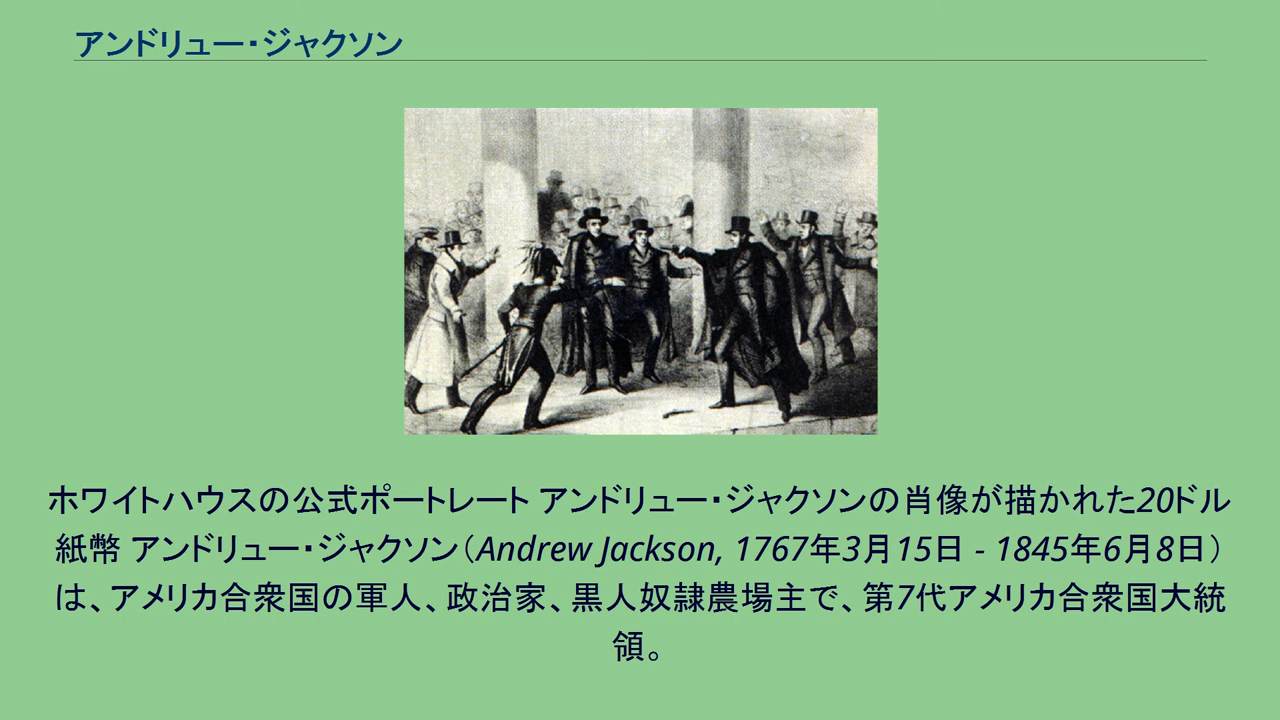 アンドリュー・ジャクソン
ホワイトハウスの公式ポートレート アンドリュー・ジャクソンの肖像が描かれた20ドル
紙幣 アンドリュー・ジャクソン（Andrew Jackson, 1767年3月15日 - 1845年6月8日）
は、アメリカ合衆国の軍人、政治家、黒人奴隷農場主で、第7代アメリカ合衆国大統
領。